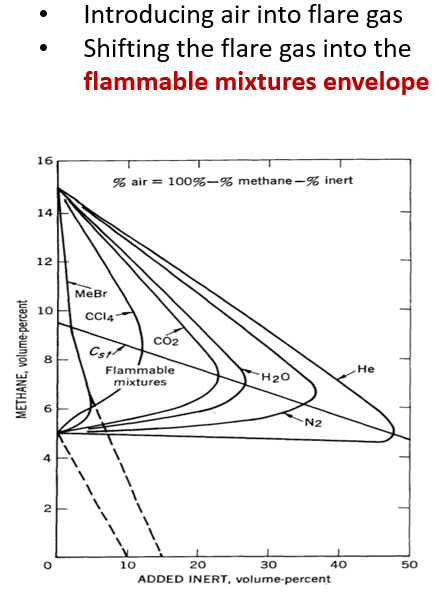 • Introducing air into flare gas
• Shifting the flare gas into the
flammable mixtures envelope
16
% air = 100%–% methane–% inert
14
12
MeBr
10
CCl4
CO2
Cst
8
Flammable
mixtures
H2O
He
6
N2
4
2
METHANE, volume-percent
0 10 20 30 40 50
ADDED INERT, volume-percent